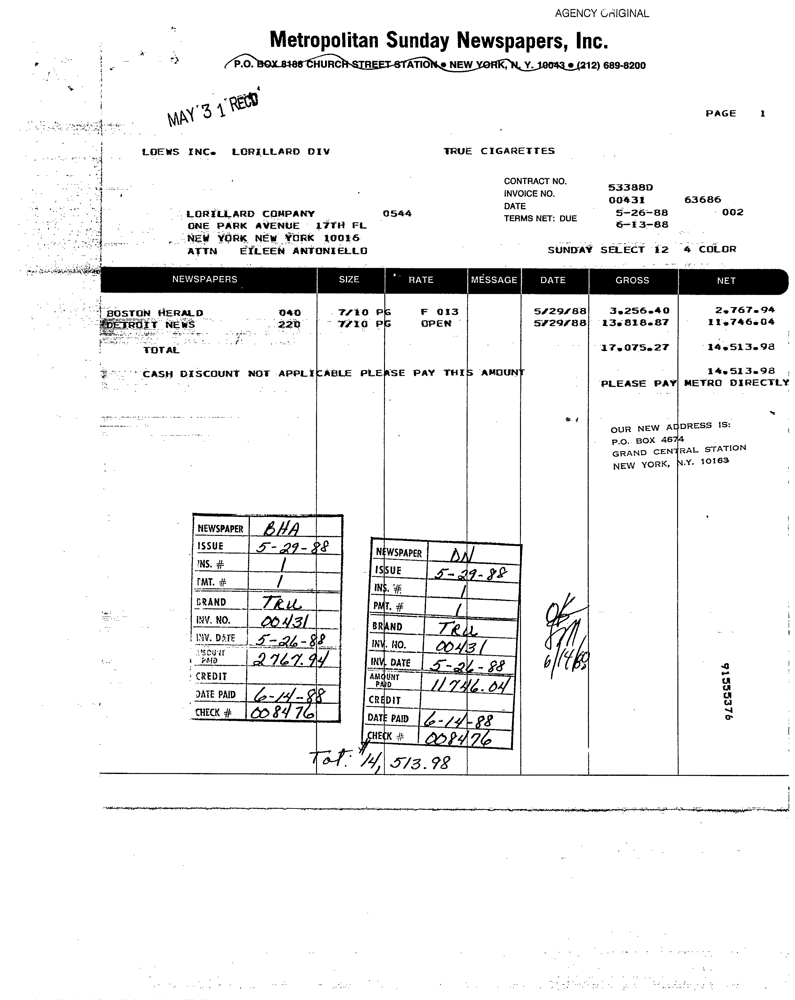 AGENCY ORIGINAL
Metropolitan Sunday Newspapers, Inc.
P.O. BOX 8188 CHURCH STREET STATION • NEW YORK, N. Y. 10043 • (212) 689-8200
MAY 31 REC'D
PAGE 1
LOEWS INC. LORILLARD DIV TRUE CIGARETTES
CONTRACT NO. 53388D
INVOICE NO. 00431 63686
DATE 5-26-88 002
TERMS NET: DUE 6-13-88
LORILLARD COMPANY 0544
ONE PARK AVENUE 17TH FL
NEW YORK NEW YORK 10016
ATTN EILEEN ANTONIELLO
SUNDAY SELECT 12 4 COLOR
NEWSPAPERS SIZE RATE MESSAGE DATE GROSS NET
BOSTON HERALD 040 7/10 PG F 013 5/29/88 3,256.40 2,767.94
DETROIT NEWS 220 7/10 PG OPEN 5/29/88 13,818.87 11,746.04
TOTAL 17,075.27 14,513.98
CASH DISCOUNT NOT APPLICABLE PLEASE PAY THIS AMOUNT 14,513.98
PLEASE PAY METRO DIRECTLY
OUR NEW ADDRESS IS:
P.O. BOX 4674
GRAND CENTRAL STATION
NEW YORK, N.Y. 10163
NEWSPAPER BHA
ISSUE 5-29-88
INS. # 1
PMT. # 1
BRAND TRU
INV. NO. 00431
INV. DATE 5-26-88
AMOUNT PAID 2767.94
CREDIT
DATE PAID 6-14-88
CHECK # 008476
NEWSPAPER DN
ISSUE 5-29-88
INS. # 1
PMT. # 1
BRAND TRU
INV. NO. 00431
INV. DATE 5-26-88
AMOUNT PAID 11746.04
CREDIT
DATE PAID 6-14-88
CHECK # 008476
Tot: $14,513.98
OK
91555376